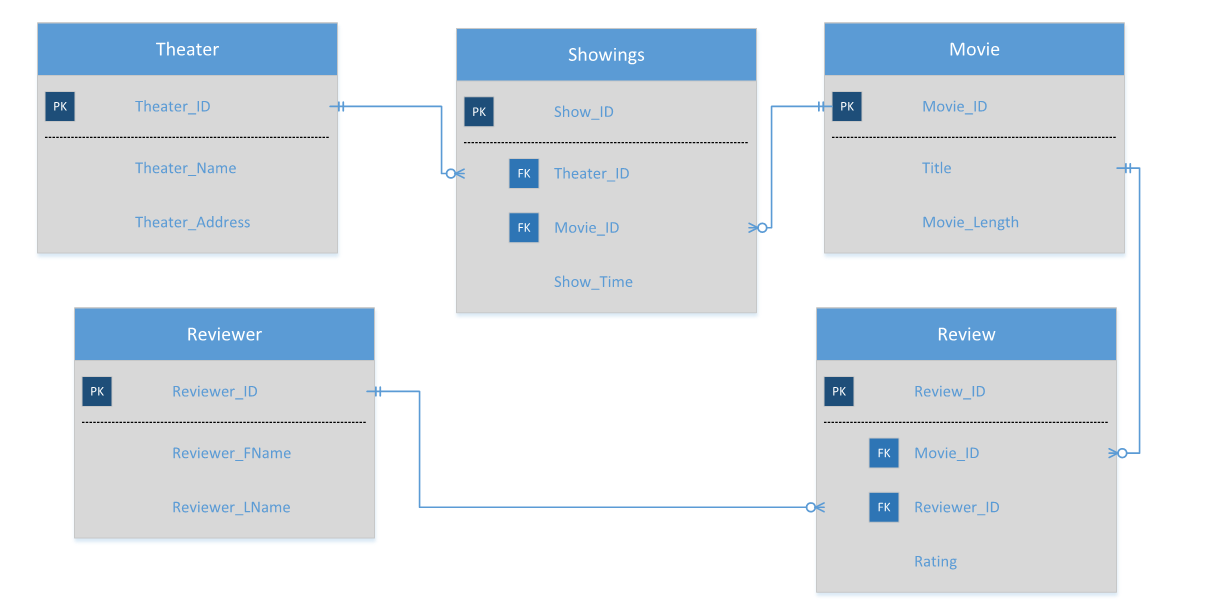 Theater
PK Theater_ID
Theater_Name
Theater_Address
Showings
PK Show_ID
FK Theater_ID
FK Movie_ID
Show_Time
Movie
PK Movie_ID
Title
Movie_Length
Reviewer
PK Reviewer_ID
Reviewer_FName
Reviewer_LName
Review
PK Review_ID
FK Movie_ID
FK Reviewer_ID
Rating